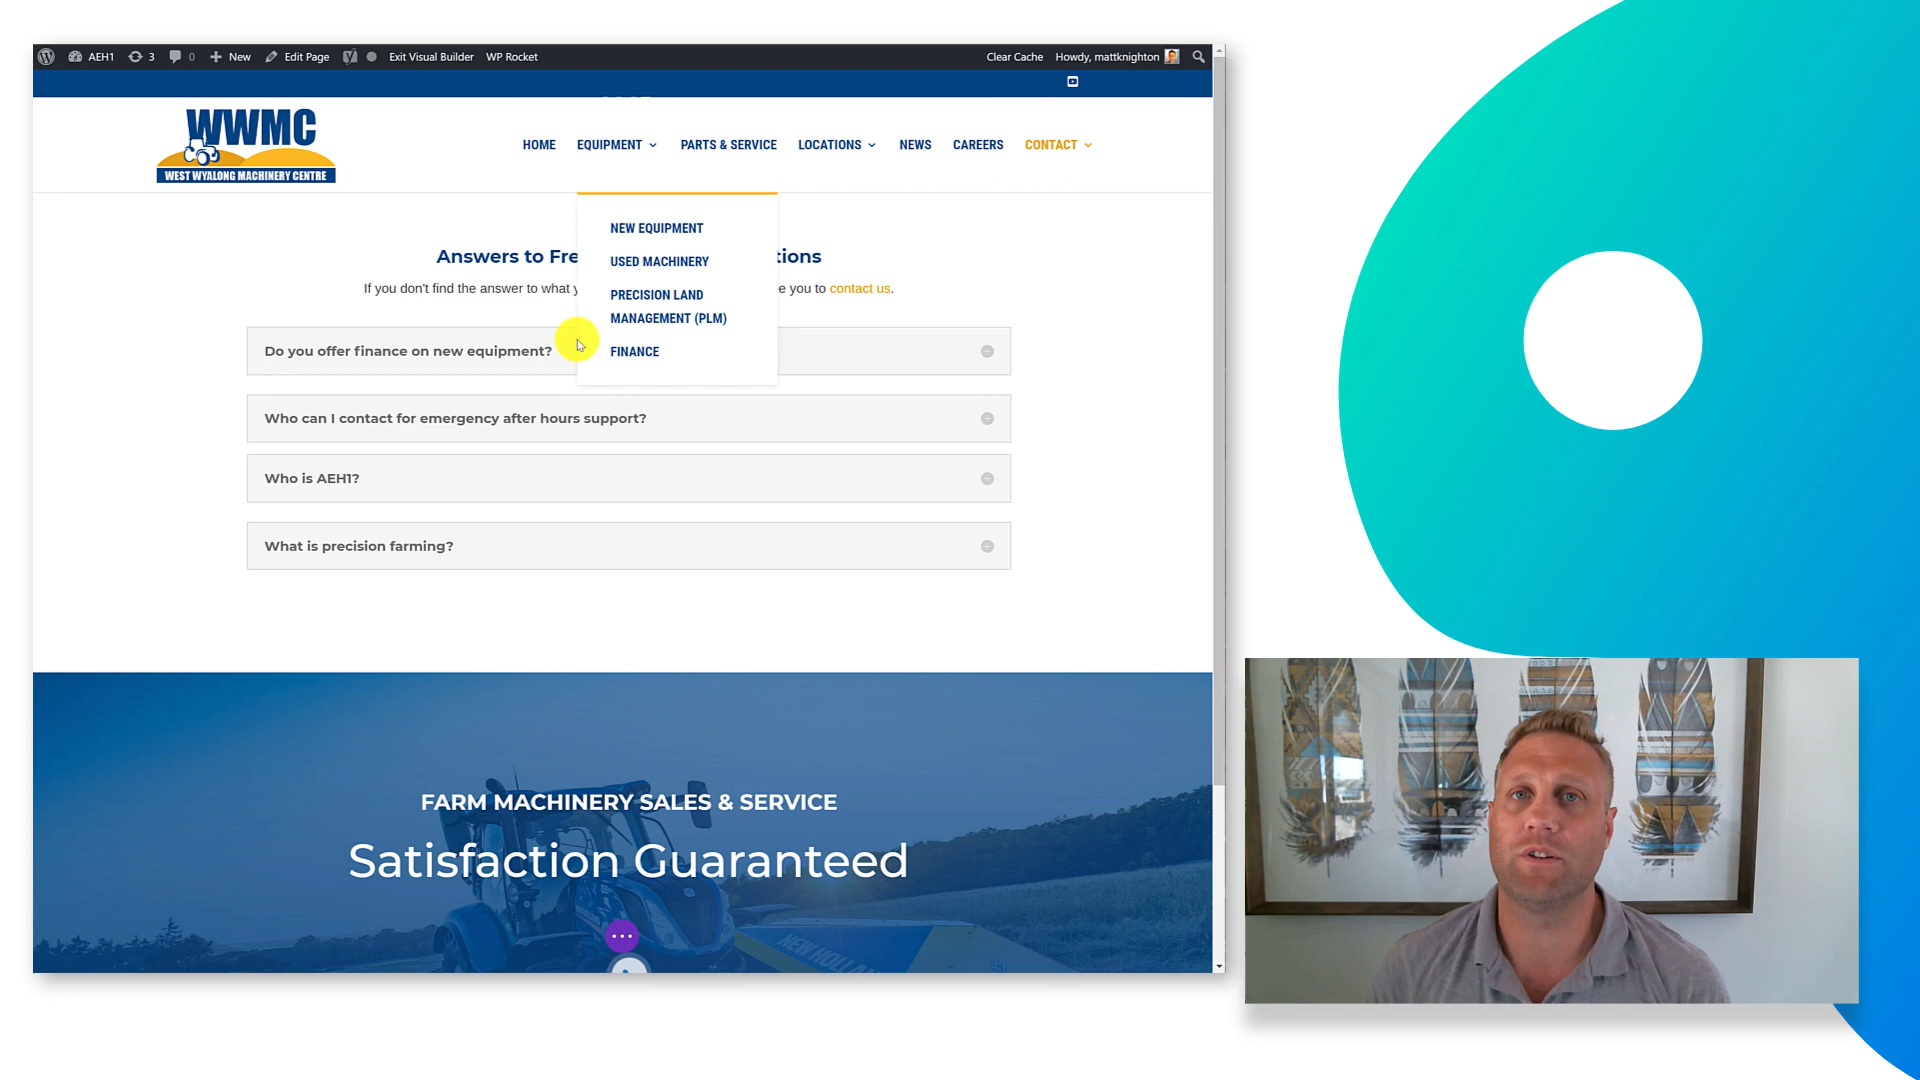 AEH1 3 0 New Edit Page Exit Visual Builder WP Rocket Clear Cache Howdy, mattknighton
WWMC
WEST WYALONG MACHINERY CENTRE
HOME EQUIPMENT PARTS & SERVICE LOCATIONS NEWS CAREERS CONTACT
NEW EQUIPMENT
USED MACHINERY
PRECISION LAND
MANAGEMENT (PLM)
FINANCE
Answers to Fre tions
If you don't find the answer to what y e you to contact us.
Do you offer finance on new equipment?
Who can I contact for emergency after hours support?
Who is AEH1?
What is precision farming?
FARM MACHINERY SALES & SERVICE
Satisfaction Guaranteed
NEW HOLLAN